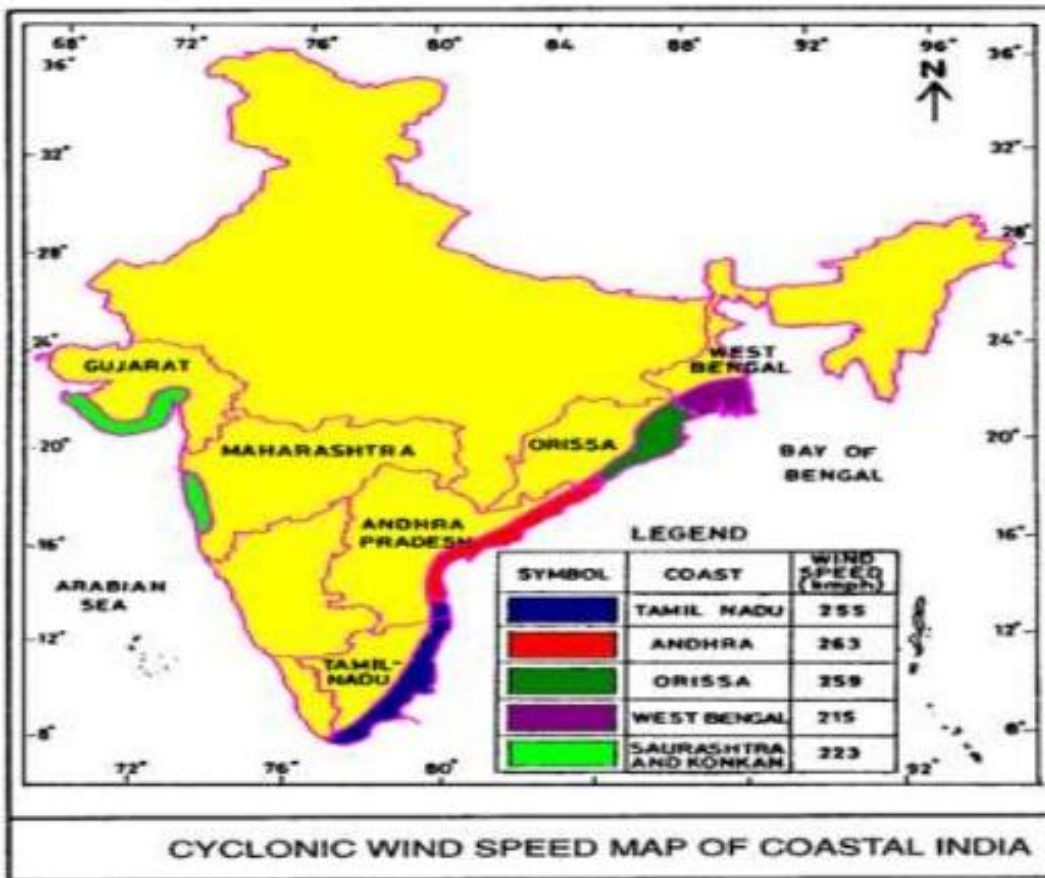 68° 72° 76° 80° 84 88° 92° 96°
36° 36°
N
32° 32°
28° 28°
24° 24°
GUJARAT
WEST
BENGAL
20° 20°
MAHARASHTRA
ORISSA
BAY OF
BENGAL
ANDHRA
PRADESH
16° 16°
ARABIAN
SEA
12° 12°
TAMIL-
NADU
8° 8°
72° 76° 80° 92°
LEGEND
SYMBOL COAST WIND SPEED (kmph)
TAMIL NADU 255
ANDHRA 263
ORISSA 259
WEST BENGAL 215
SAURASHTRA AND KONKAN 223
CYCLONIC WIND SPEED MAP OF COASTAL INDIA